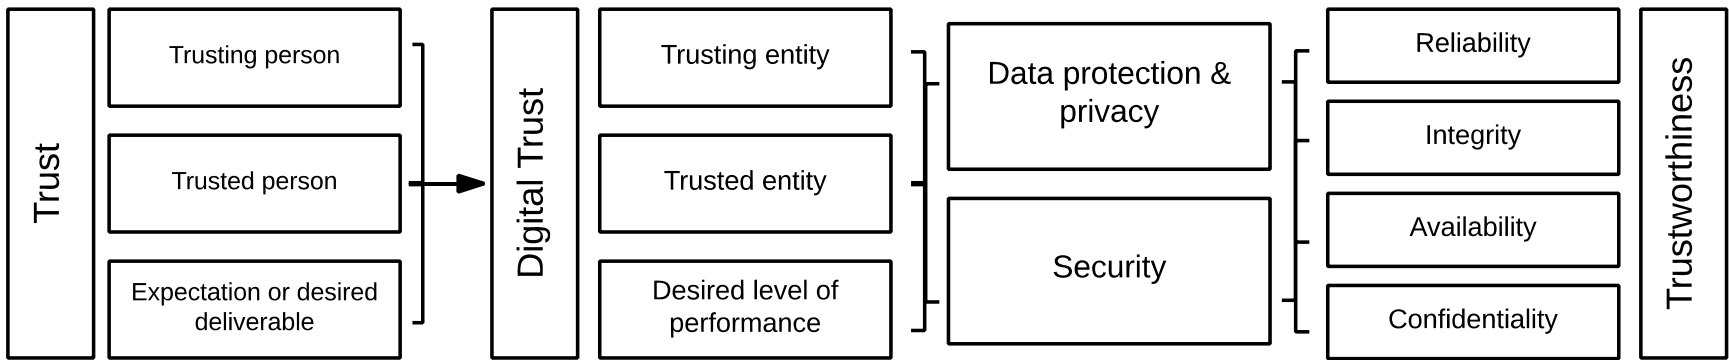 Trust
Trusting person
Trusted person
Expectation or desired
deliverable
Digital Trust
Trusting entity
Trusted entity
Desired level of
performance
Data protection &
privacy
Security
Reliability
Integrity
Availability
Confidentiality
Trustworthiness